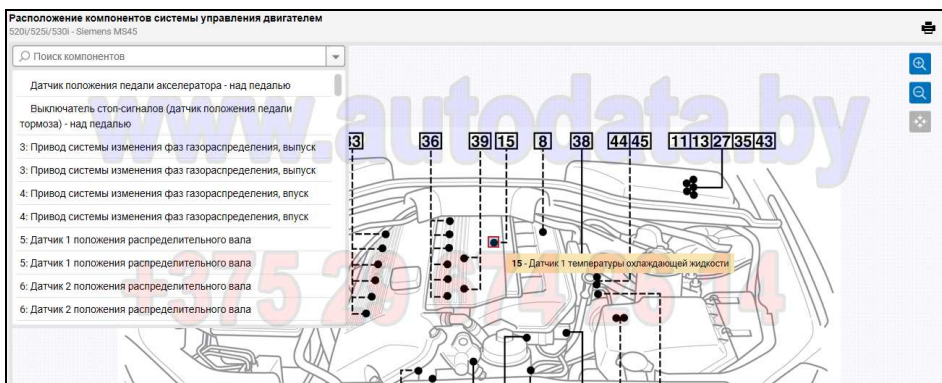 Расположение компонентов системы управления двигателем
520i/525i/530i - Siemens MS45
Поиск компонентов
Датчик положения педали акселератора - над педалью
Выключатель стоп-сигналов (датчик положения педали
тормоза) - над педалью
3: Привод системы изменения фаз газораспределения, выпуск
3: Привод системы изменения фаз газораспределения, выпуск
4: Привод системы изменения фаз газораспределения, впуск
4: Привод системы изменения фаз газораспределения, впуск
5: Датчик 1 положения распределительного вала
5: Датчик 1 положения распределительного вала
6: Датчик 2 положения распределительного вала
6: Датчик 2 положения распределительного вала
www.autodata.by
36 39 15 8 38 44 45 11 13 27 35 43
15 - Датчик 1 температуры охлаждающей жидкости
+375 29 674 14